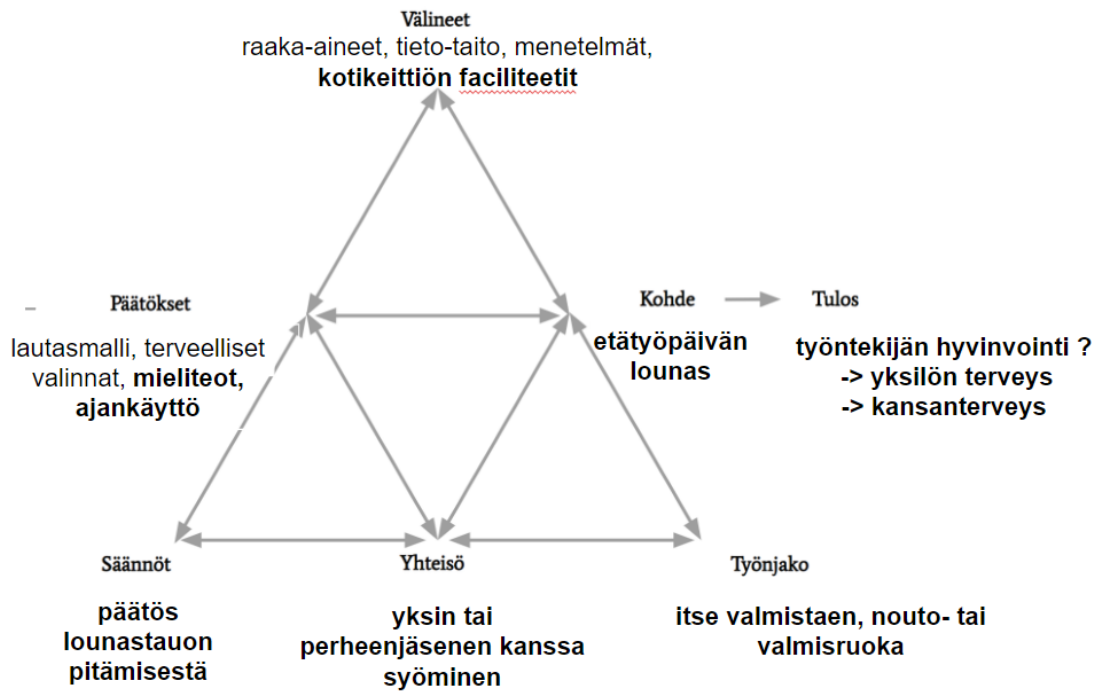 Välineet
raaka-aineet, tieto-taito, menetelmät,
kotikeittiön faciliteetit
Päätökset
lautasmalli, terveelliset
valinnat, mieliteot,
ajankäyttö
Kohde
etätyöpäivän
lounas
Tulos
työntekijän hyvinvointi ?
-> yksilön terveys
-> kansanterveys
Säännöt
päätös
lounastauon
pitämisestä
Yhteisö
yksin tai
perheenjäsenen kanssa
syöminen
Työnjako
itse valmistaen, nouto- tai
valmisruoka